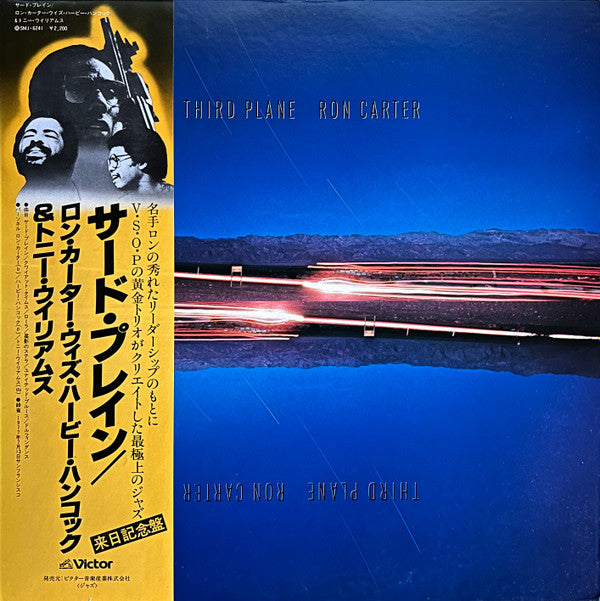 サード・プレイン/
ロン・カーター・ウィズ・ハービー・ハンコック
&トニー・ウイリアムス
ⓅSMJ-6241 ¥2,200
THIRD PLANE RON CARTER
名手ロンの秀れたリーダーシップのもとに
V・S・O・Pの黄金トリオがクリエイトした最極上のジャズ
サード・プレイン/
ロン・カーター・ウィズ・ハービー・ハンコック
&トニー・ウイリアムス
来日記念盤
Victor
発売元:ビクター音楽産業株式会社
〈ジャズ〉
THIRD PLANE RON CARTER